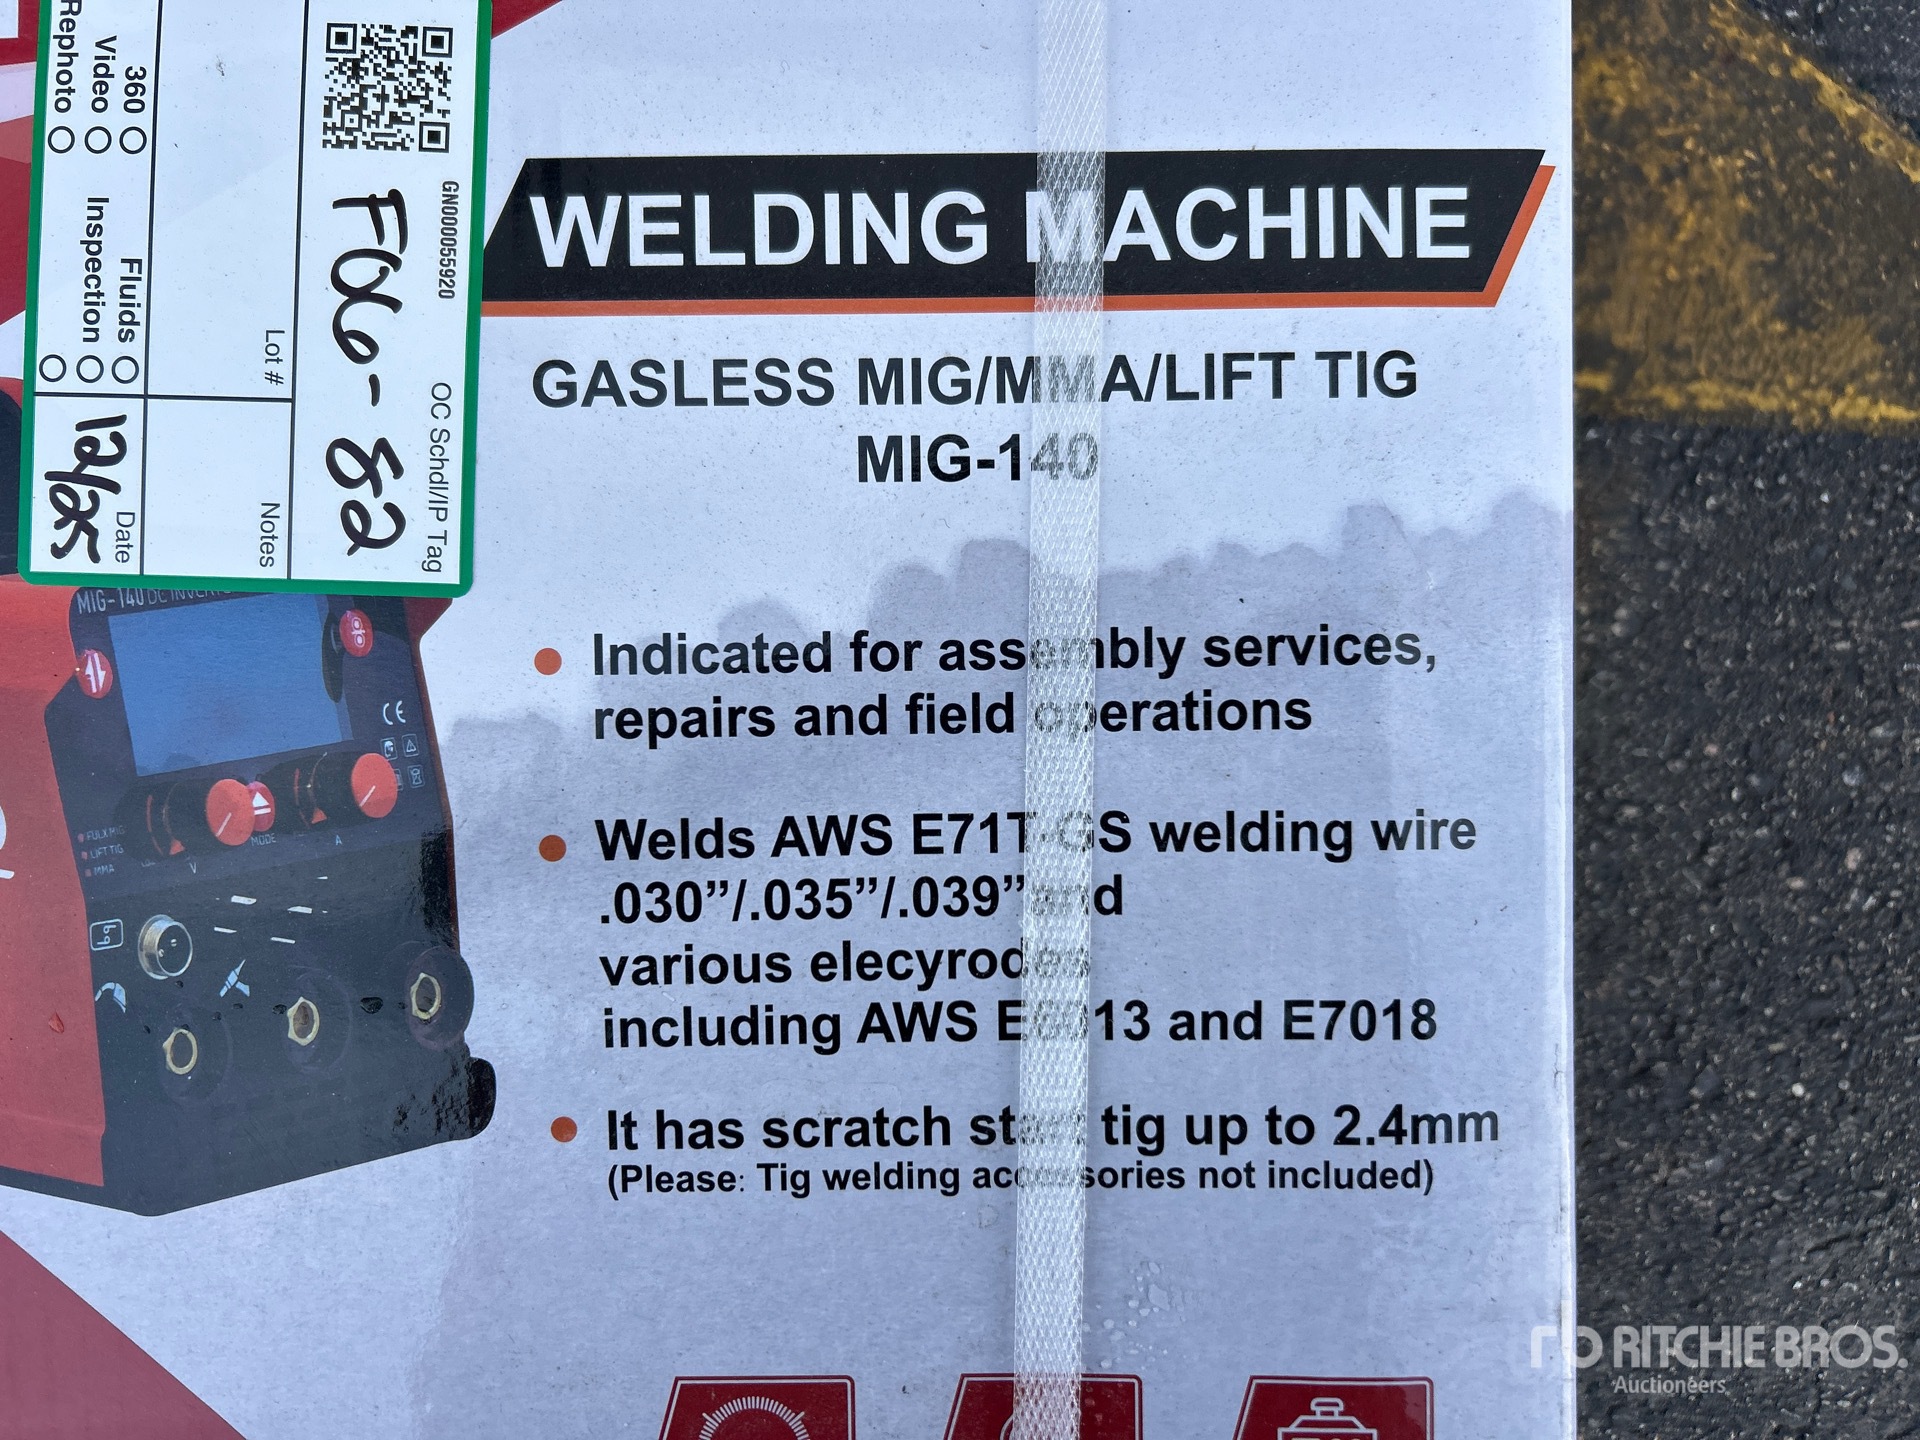 360
Video
Rephoto
Fluids
Inspection
Date
12/25
Lot #
Notes
GN000055920
OC Schdl/IP Tag
F06-82
WELDING MACHINE
GASLESS MIG/MMA/LIFT TIG
MIG-140
Indicated for assembly services,
repairs and field operations
Welds AWS E71T-GS welding wire
.030”/.035”/.039” and
various elecyrodes
including AWS E6013 and E7018
It has scratch start tig up to 2.4mm
(Please: Tig welding accessories not included)
MIG-140 DC INVERT
CE
FULX MIG
LIFT TIG
MMA
MODE
V
A
RITCHIE BROS.
Auctioneers